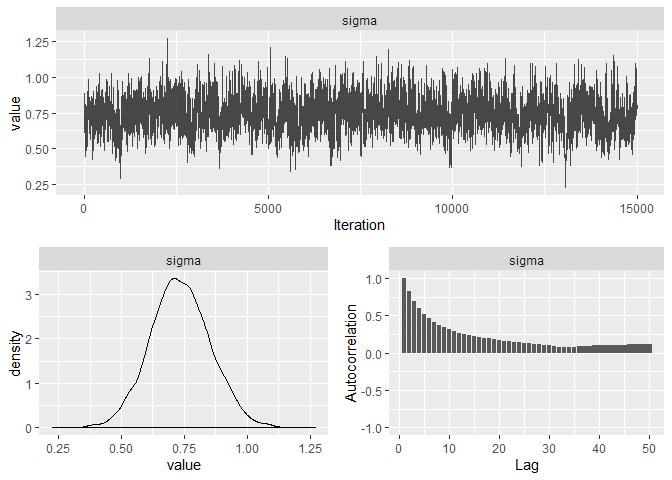 sigma
1.25
1.00
0.75
0.50
0.25
value
0 5000 10000 15000
Iteration
sigma
3
2
1
0
density
0.25 0.50 0.75 1.00 1.25
value
sigma
1.0
0.5
0.0
-0.5
-1.0
Autocorrelation
0 10 20 30 40 50
Lag